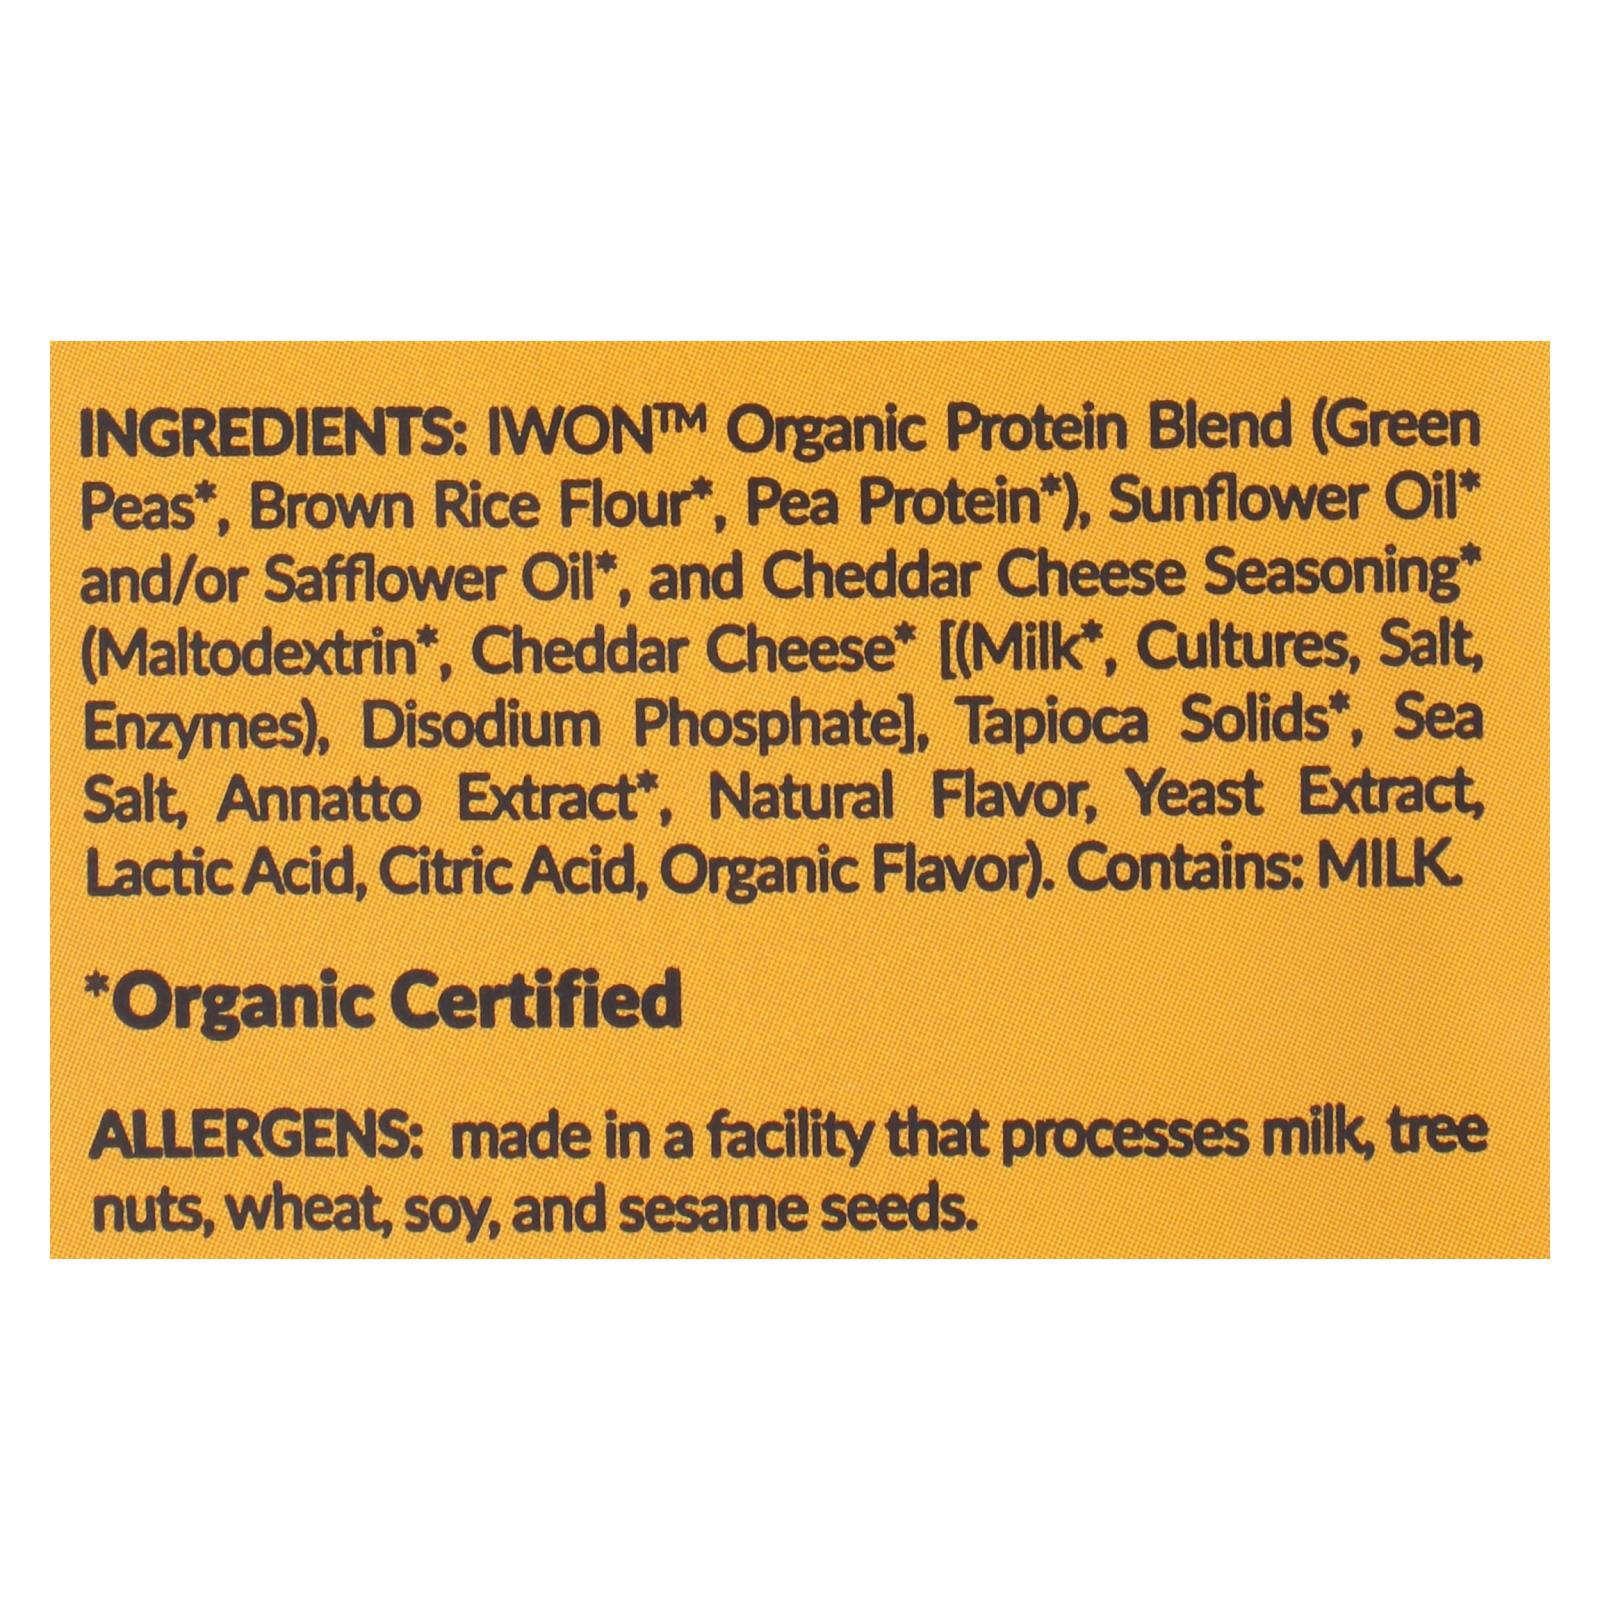 INGREDIENTS: IWON™ Organic Protein Blend (Green
Peas*, Brown Rice Flour*, Pea Protein*), Sunflower Oil*
and/or Safflower Oil*, and Cheddar Cheese Seasoning*
(Maltodextrin*, Cheddar Cheese* [(Milk*, Cultures, Salt,
Enzymes), Disodium Phosphate], Tapioca Solids*, Sea
Salt, Annatto Extract*, Natural Flavor, Yeast Extract,
Lactic Acid, Citric Acid, Organic Flavor). Contains: MILK.
*Organic Certified
ALLERGENS: made in a facility that processes milk, tree
nuts, wheat, soy, and sesame seeds.